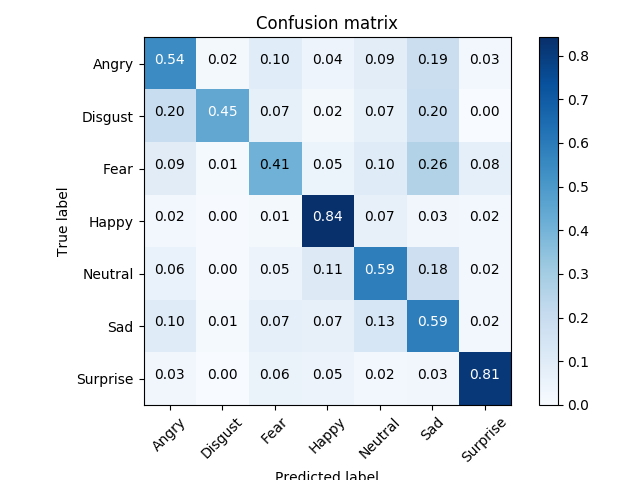 Confusion matrix
Angry 0.54 0.02 0.10 0.04 0.09 0.19 0.03
Disgust 0.20 0.45 0.07 0.02 0.07 0.20 0.00
Fear 0.09 0.01 0.41 0.05 0.10 0.26 0.08
Happy 0.02 0.00 0.01 0.84 0.07 0.03 0.02
Neutral 0.06 0.00 0.05 0.11 0.59 0.18 0.02
Sad 0.10 0.01 0.07 0.07 0.13 0.59 0.02
Surprise 0.03 0.00 0.06 0.05 0.02 0.03 0.81
Angry Disgust Fear Happy Neutral Sad Surprise
True label
Predicted label
0.8
0.7
0.6
0.5
0.4
0.3
0.2
0.1
0.0